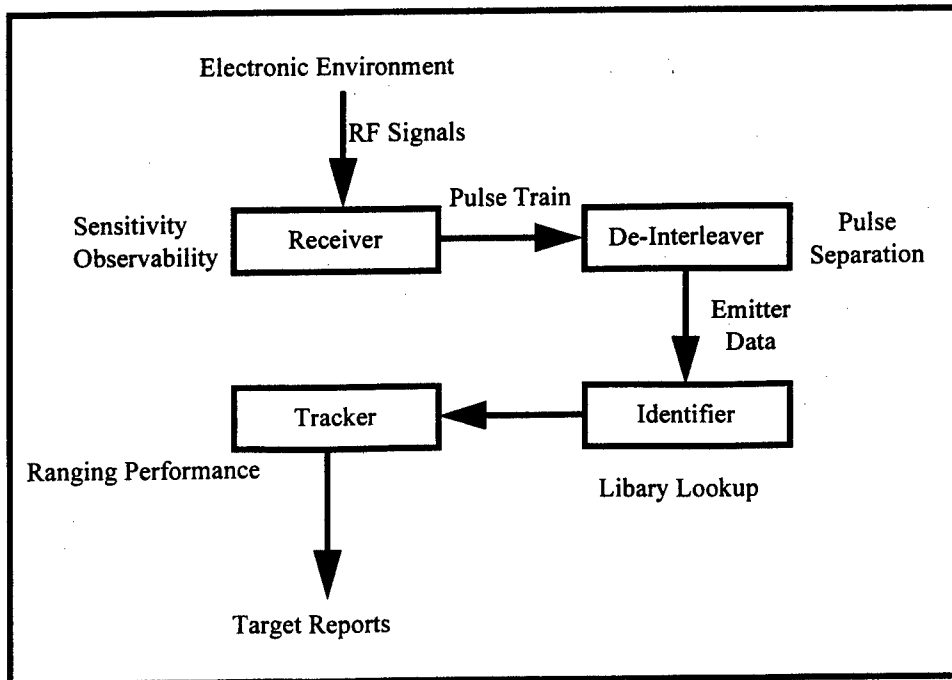 Electronic Environment
RF Signals
Pulse Train
Sensitivity
Observability
Receiver
De-Interleaver
Pulse
Separation
Emitter
Data
Tracker
Identifier
Ranging Performance
Libary Lookup
Target Reports